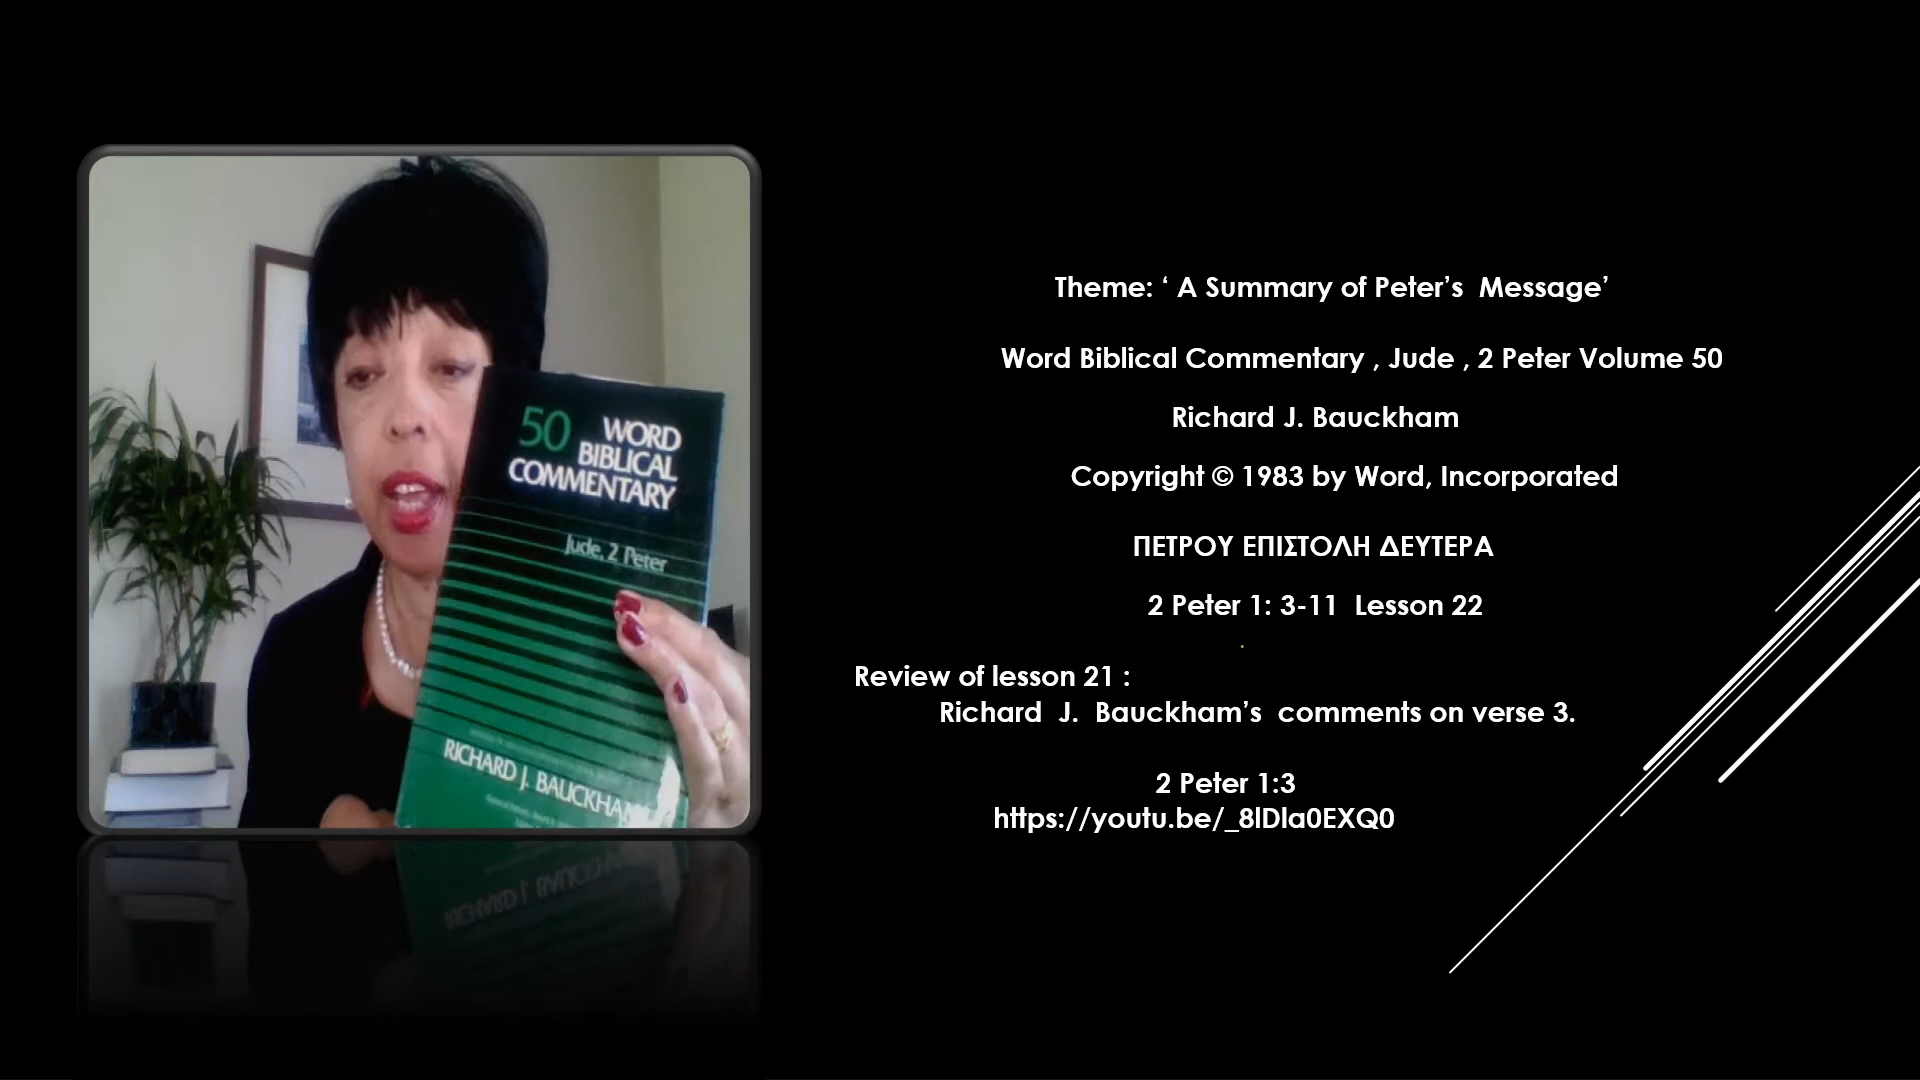 50 WORD
BIBLICAL
COMMENTARY
Jude, 2 Peter
RICHARD J. BAUCKHAM
Theme: ‘ A Summary of Peter’s  Message’
Word Biblical Commentary , Jude , 2 Peter Volume 50
Richard J. Bauckham
Copyright © 1983 by Word, Incorporated
ΠΕΤΡΟΥ ΕΠΙΣΤΟΛΗ ΔΕΥΤΕΡΑ
2 Peter 1: 3-11  Lesson 22
Review of lesson 21 :
Richard  J.  Bauckham’s  comments on verse 3.
2 Peter 1:3
https://youtu.be/_8lDla0EXQ0